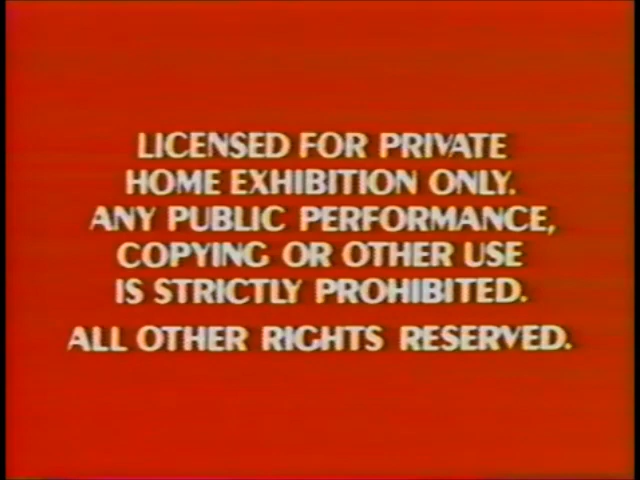 LICENSED FOR PRIVATE
HOME EXHIBITION ONLY.
ANY PUBLIC PERFORMANCE,
COPYING OR OTHER USE
IS STRICTLY PROHIBITED.
ALL OTHER RIGHTS RESERVED.